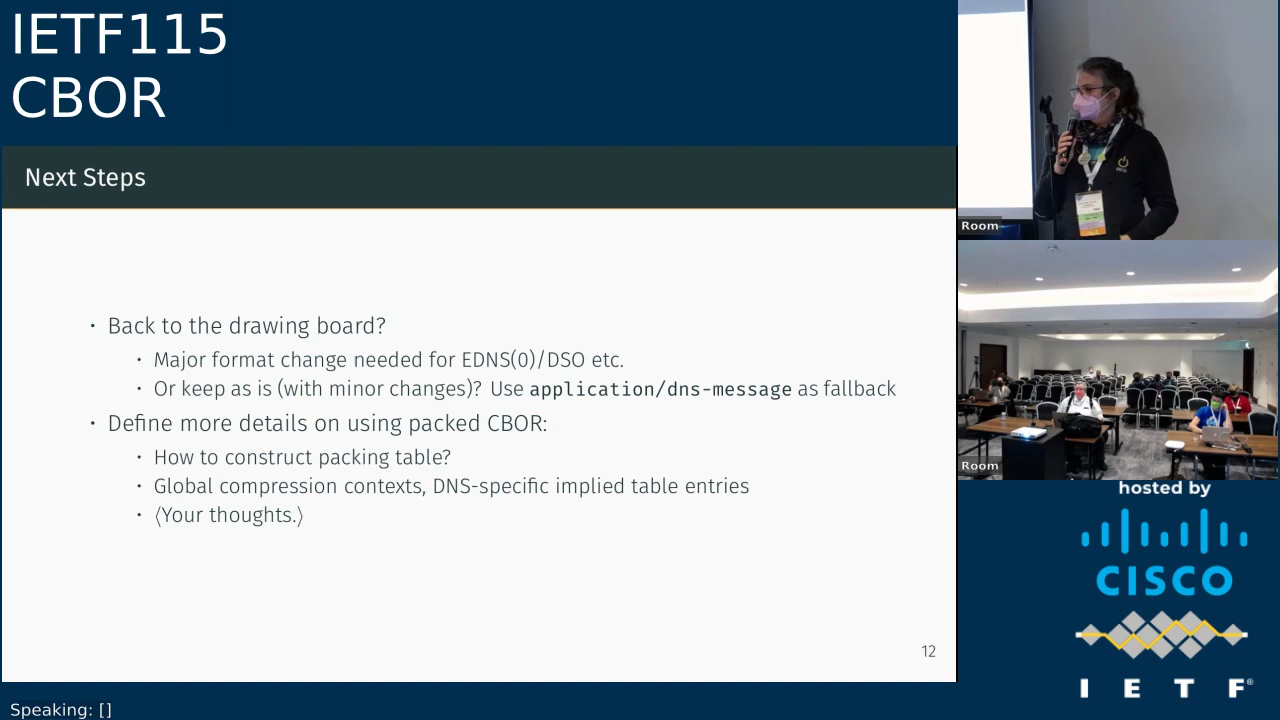 IETF115
CBOR
Next Steps
• Back to the drawing board?
• Major format change needed for EDNS(0)/DSO etc.
• Or keep as is (with minor changes)? Use application/dns-message as fallback
• Define more details on using packed CBOR:
• How to construct packing table?
• Global compression contexts, DNS-specific implied table entries
• ⟨Your thoughts.⟩
12
Speaking: []
Room
Room
hosted by
CISCO
I E T F®